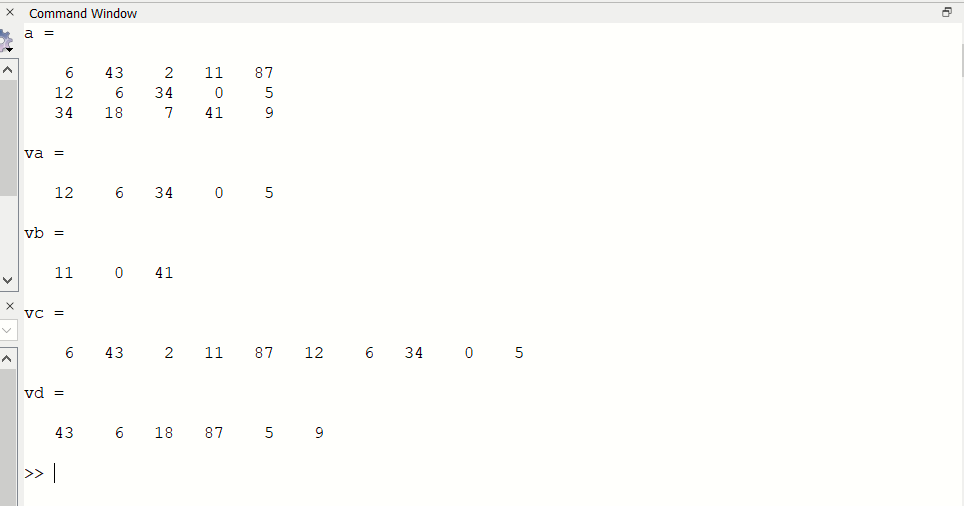 Command Window
a =
6 43 2 11 87
12 6 34 0 5
34 18 7 41 9
va =
12 6 34 0 5
vb =
11 0 41
vc =
6 43 2 11 87 12 6 34 0 5
vd =
43 6 18 87 5 9
>>